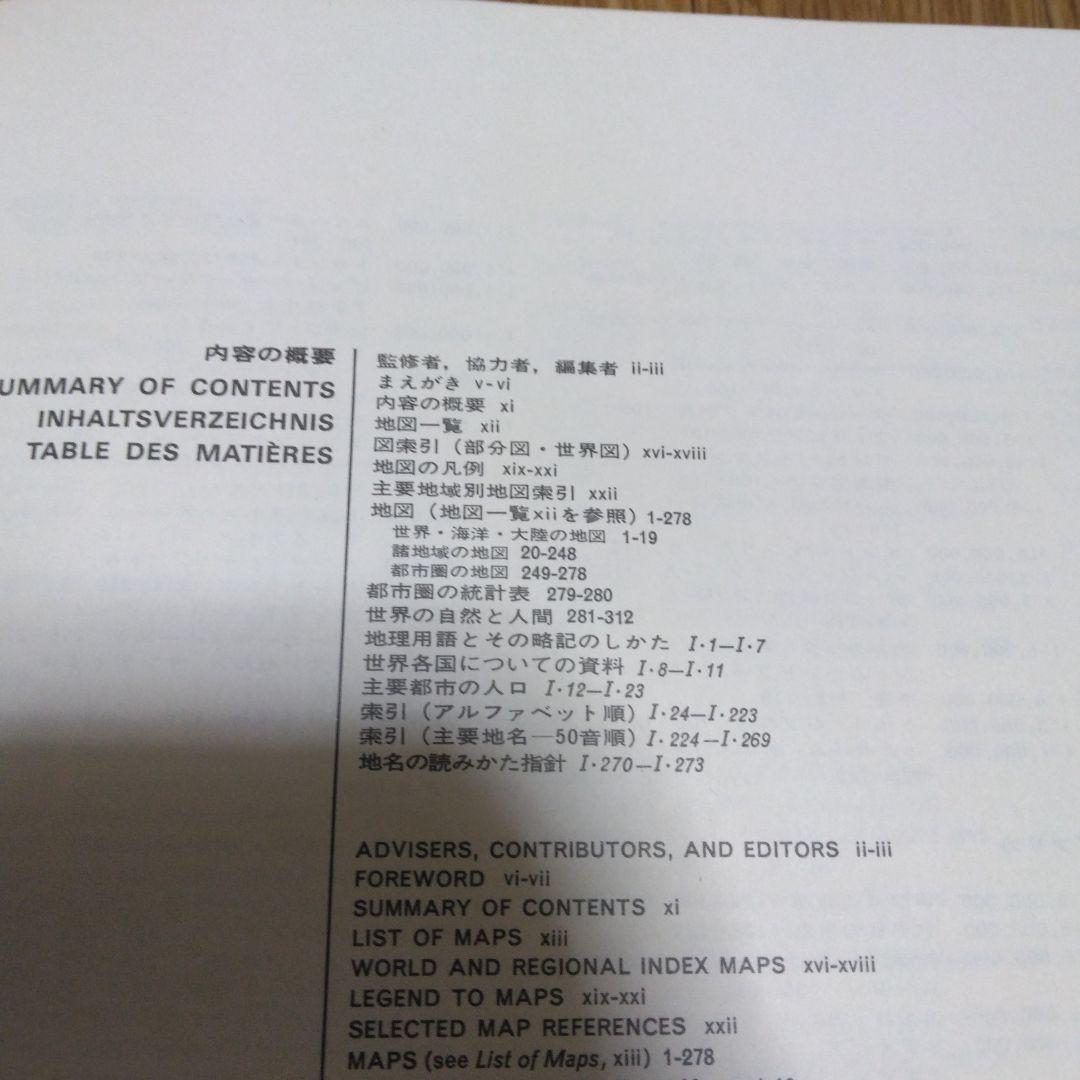 内容の概要
UMMARY OF CONTENTS
INHALTSVERZEICHNIS
TABLE DES MATIÈRES
監修者，協力者，編集者 ii-iii
まえがき v-vi
内容の概要 xi
地図一覧 xii
図索引（部分図・世界図）xvi-xviii
地図の凡例 xix-xxi
主要地域別地図索引 xxii
地図（地図一覧xiiを参照）1-278
世界・海洋・大陸の地図 1-19
諸地域の地図 20-248
都市圏の地図 249-278
都市圏の統計表 279-280
世界の自然と人間 281-312
地理用語とその略記のしかた I·1—I·7
世界各国についての資料 I·8—I·11
主要都市の人口 I·12—I·23
索引（アルファベット順）I·24—I·223
索引（主要地名—50音順）I·224—I·269
地名の読みかた指針 I·270—I·273
ADVISERS, CONTRIBUTORS, AND EDITORS ii-iii
FOREWORD vi-vii
SUMMARY OF CONTENTS xi
LIST OF MAPS xiii
WORLD AND REGIONAL INDEX MAPS xvi-xviii
LEGEND TO MAPS xix-xxi
SELECTED MAP REFERENCES xxii
MAPS (see List of Maps, xiii) 1-278